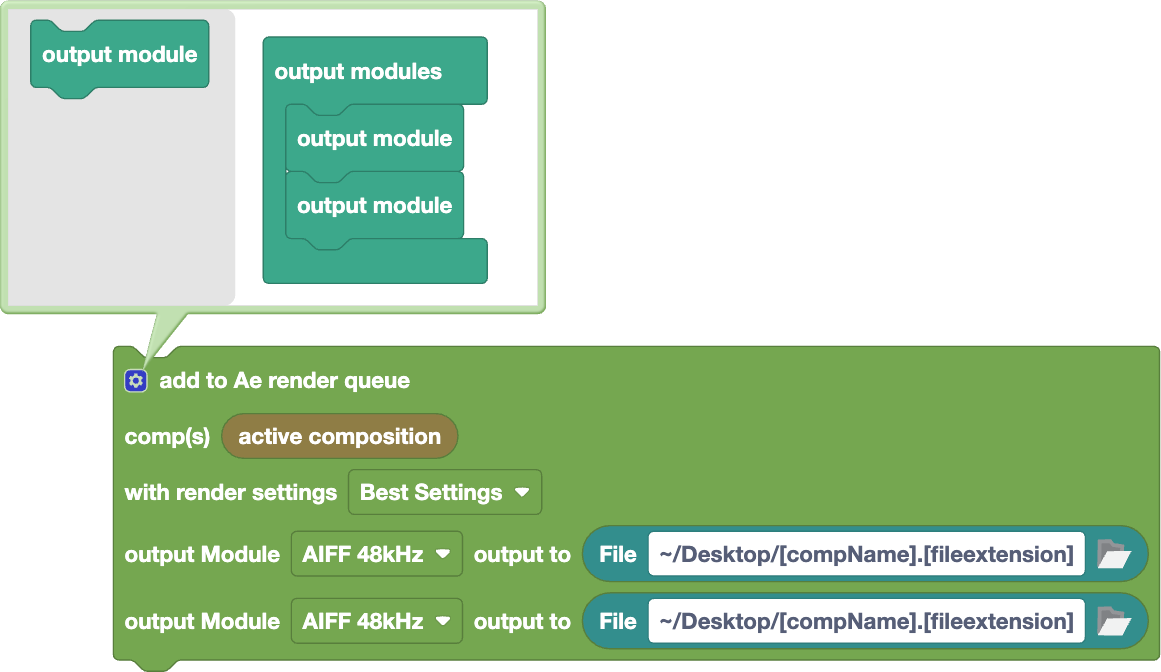 output module
output modules
output module
output module
add to Ae render queue
comp(s) active composition
with render settings Best Settings
output Module AIFF 48kHz output to File ~/Desktop/[compName].[fileextension]
output Module AIFF 48kHz output to File ~/Desktop/[compName].[fileextension]